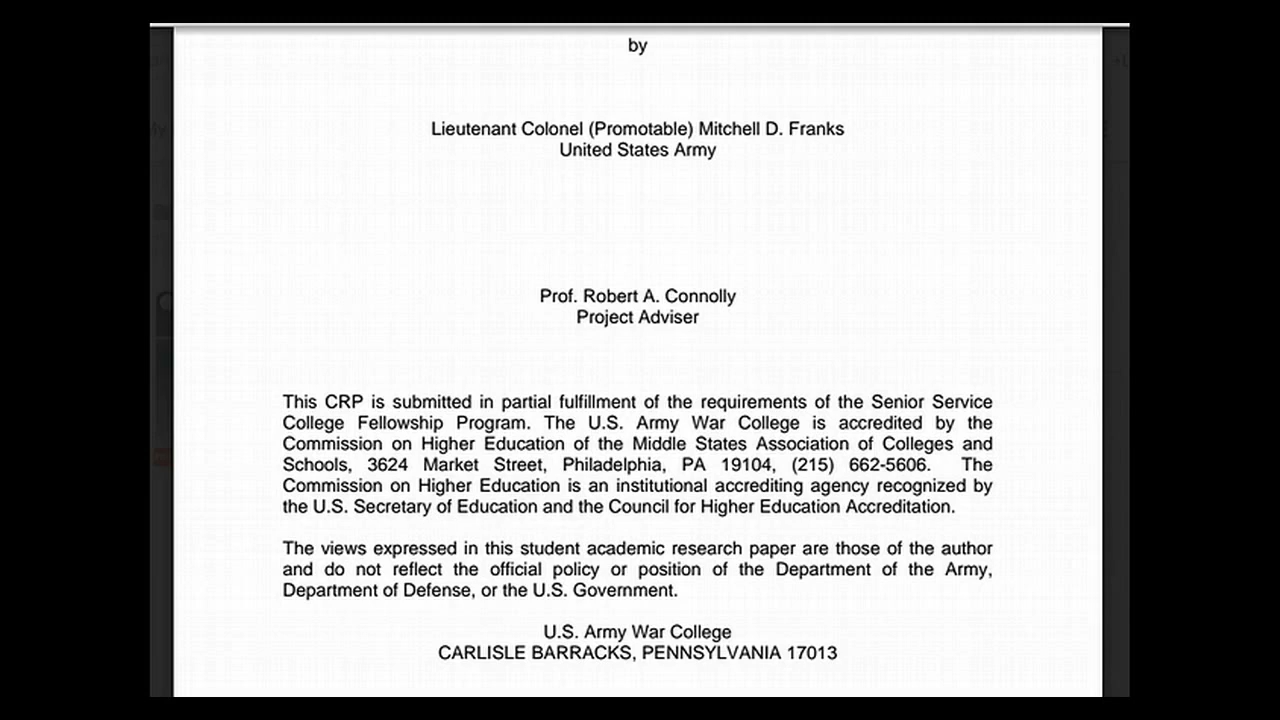 by
Lieutenant Colonel (Promotable) Mitchell D. Franks
United States Army
Prof. Robert A. Connolly
Project Adviser
This CRP is submitted in partial fulfillment of the requirements of the Senior Service
College Fellowship Program. The U.S. Army War College is accredited by the
Commission on Higher Education of the Middle States Association of Colleges and
Schools, 3624 Market Street, Philadelphia, PA 19104, (215) 662-5606. The
Commission on Higher Education is an institutional accrediting agency recognized by
the U.S. Secretary of Education and the Council for Higher Education Accreditation.
The views expressed in this student academic research paper are those of the author
and do not reflect the official policy or position of the Department of the Army,
Department of Defense, or the U.S. Government.
U.S. Army War College
CARLISLE BARRACKS, PENNSYLVANIA 17013